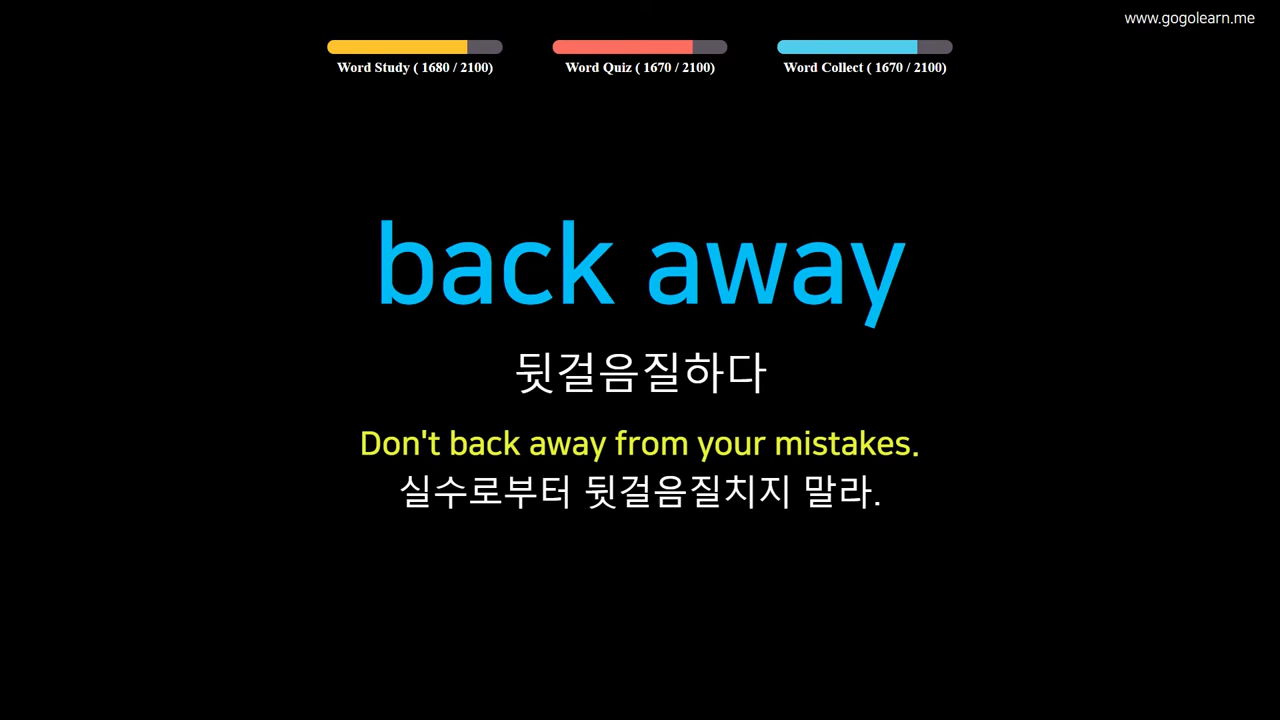 www.gogolearn.me
Word Study ( 1680 / 2100) Word Quiz ( 1670 / 2100) Word Collect ( 1670 / 2100)
back away
뒷걸음질하다
Don't back away from your mistakes.
실수로부터 뒷걸음질치지 말라.